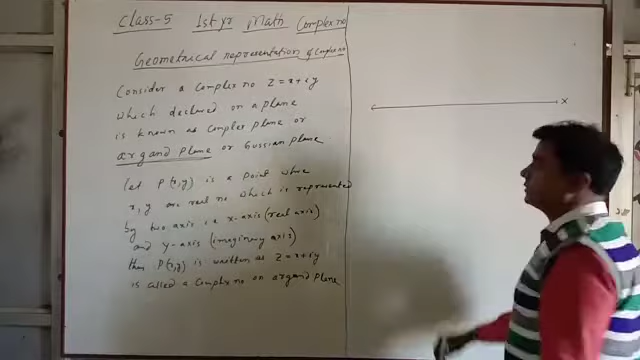 Class-5 1st yr Math Complex no
Geometrical representation of Complex no
Consider a Complex no Z = x+iy
which declared on a plane
is known as Complex plane or
argand plane or Gussian plane
let P(x,y) is a point where
x, y are real no which is represented
by two axis i.e x-axis (real axis)
and y-axis (imaginary axis)
then P(x,y) is written as Z = x+iy
is called a Complex no on argand plane
x